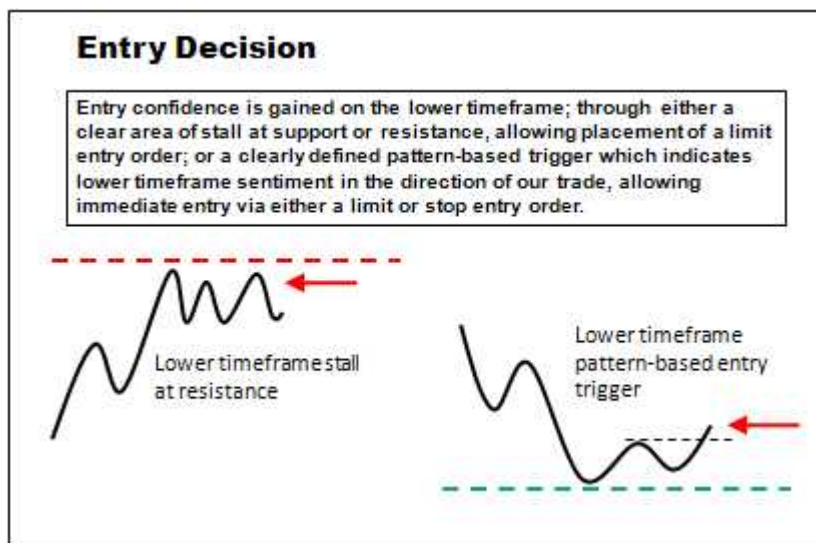 Entry Decision
Entry confidence is gained on the lower timeframe; through either a
clear area of stall at support or resistance, allowing placement of a limit
entry order; or a clearly defined pattern-based trigger which indicates
lower timeframe sentiment in the direction of our trade, allowing
immediate entry via either a limit or stop entry order.
Lower timeframe stall
at resistance
Lower timeframe
pattern-based entry
trigger